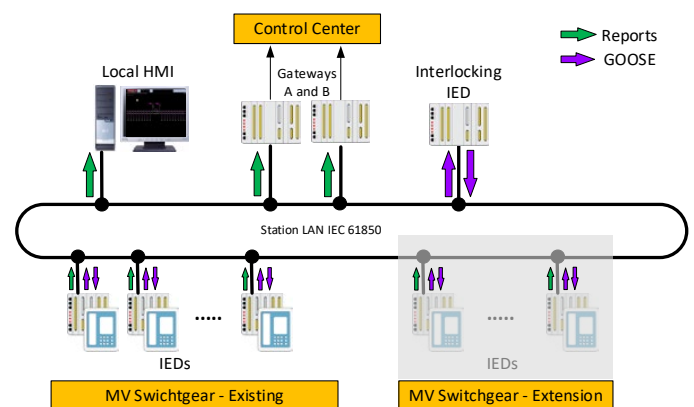 Control Center
Reports
GOOSE
Local HMI
Gateways
A and B
Interlocking
IED
Station LAN IEC 61850
.....
.....
IEDs
IEDs
MV Swichtgear - Existing
MV Switchgear - Extension